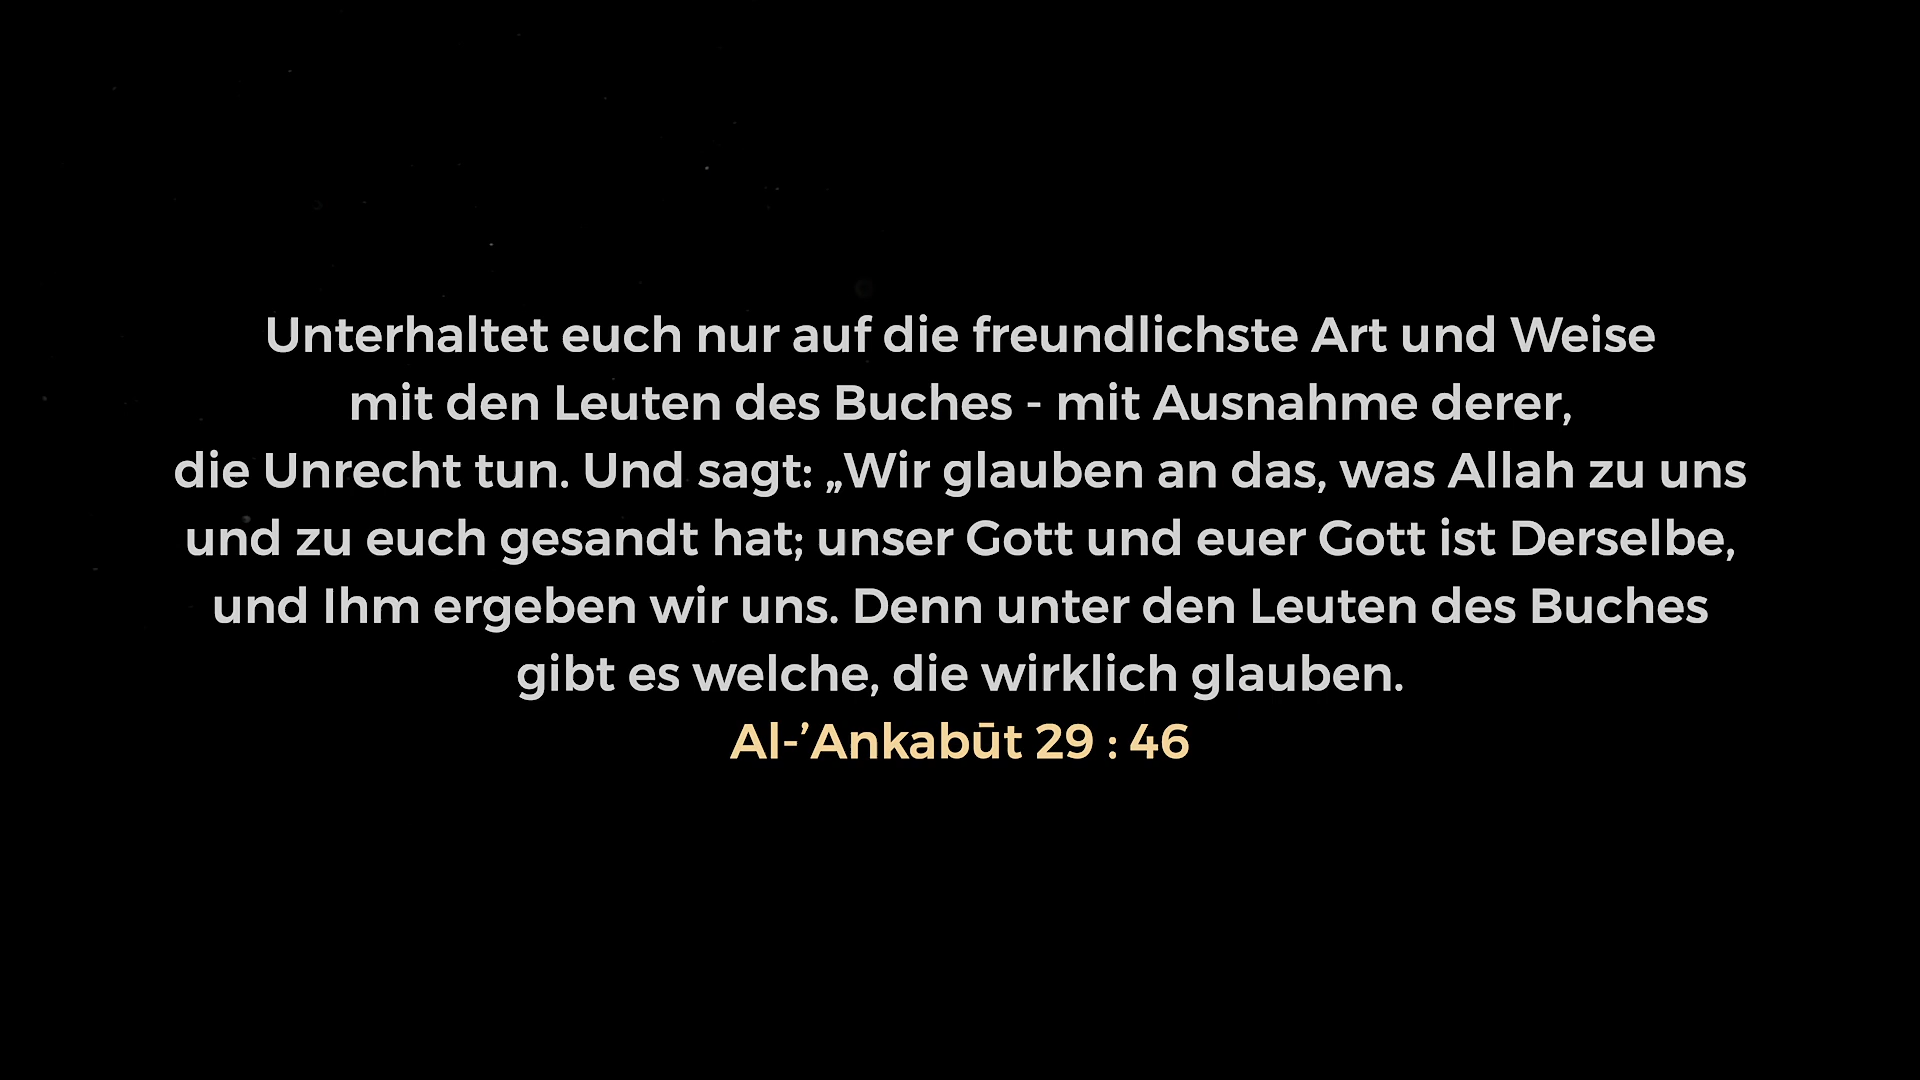 Unterhaltet euch nur auf die freundlichste Art und Weise
mit den Leuten des Buches - mit Ausnahme derer,
die Unrecht tun. Und sagt: „Wir glauben an das, was Allah zu uns
und zu euch gesandt hat; unser Gott und euer Gott ist Derselbe,
und Ihm ergeben wir uns. Denn unter den Leuten des Buches
gibt es welche, die wirklich glauben.
Al-’Ankabūt 29 : 46